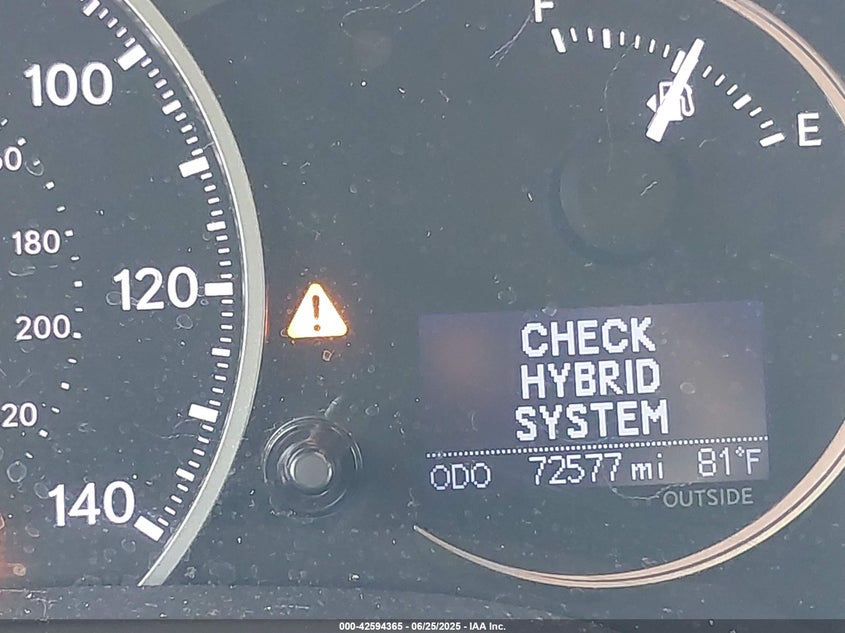 F
E
100
180
120
200
140
CHECK
HYBRID
SYSTEM
ODO 72577 mi 81°F
OUTSIDE
000-42594365 - 06/25/2025 - IAA Inc.